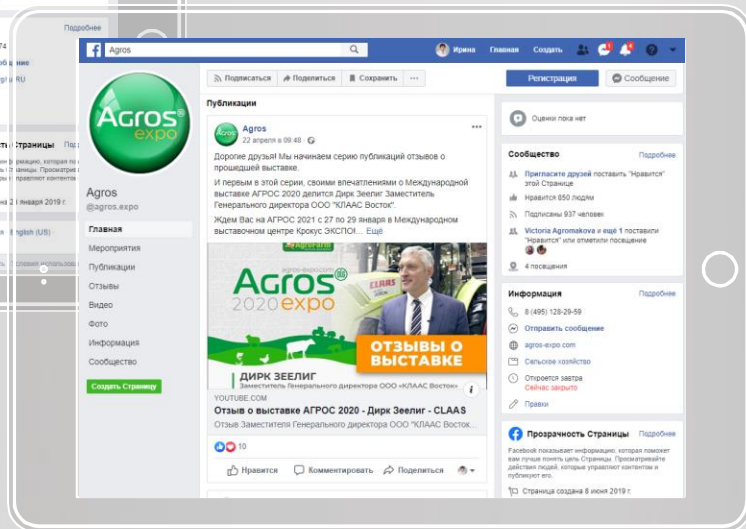 Подробнее
f Agros
Ирина Главная Создать
Agros expo
Agros
@agros.expo
Главная
Мероприятия
Публикации
Отзывы
Видео
Фото
Информация
Сообщество
Создать Страницу
Подписаться Поделиться Сохранить ...
Публикации
Agros
22 апреля в 09:48
Дорогие друзья! Мы начинаем серию публикаций отзывов о
прошедшей выставке.
И первым в этой серии, своими впечатлениями о Международной
выставке АГРОС 2020 делится Дирк Зеелиг Заместитель
Генерального директора ООО "КЛААС Восток".
Ждем Вас на АГРОС 2021 с 27 по 29 января в Международном
выставочном центре Крокус ЭКСПО!... Ещё
agros-expo.com
Agros®
2020 expo
DLG
CLAAS
ОТЗЫВЫ О
ВЫСТАВКЕ
ДИРК ЗЕЕЛИГ
Заместитель Генерального директора ООО «КЛААС Восток»
YOUTUBE.COM
Отзыв о выставке АГРОС 2020 - Дирк Зеелиг - CLAAS
Отзыв Заместителя Генерального директора ООО "КЛААС Восток...
10
Нравится Комментировать Поделиться
Регистрация Сообщение
Оценки пока нет
Сообщество Подробнее
Пригласите друзей поставить "Нравится"
этой Странице
Нравится 850 людям
Подписаны 937 человек
Victoria Agromakova и ещё 1 поставили
"Нравится" или отметили посещение
4 посещения
Информация Подробнее
8 (495) 128-29-59
Отправить сообщение
agros-expo.com
Сельское хозяйство
Откроется завтра
Сейчас закрыто
Правки
Прозрачность Страницы Подробнее
Facebook показывает информацию, которая поможет
вам лучше понять цель Страницы. Просматривайте
действия людей, которые управляют контентом и
публикуют его.
Страница создана 8 июня 2019 г.